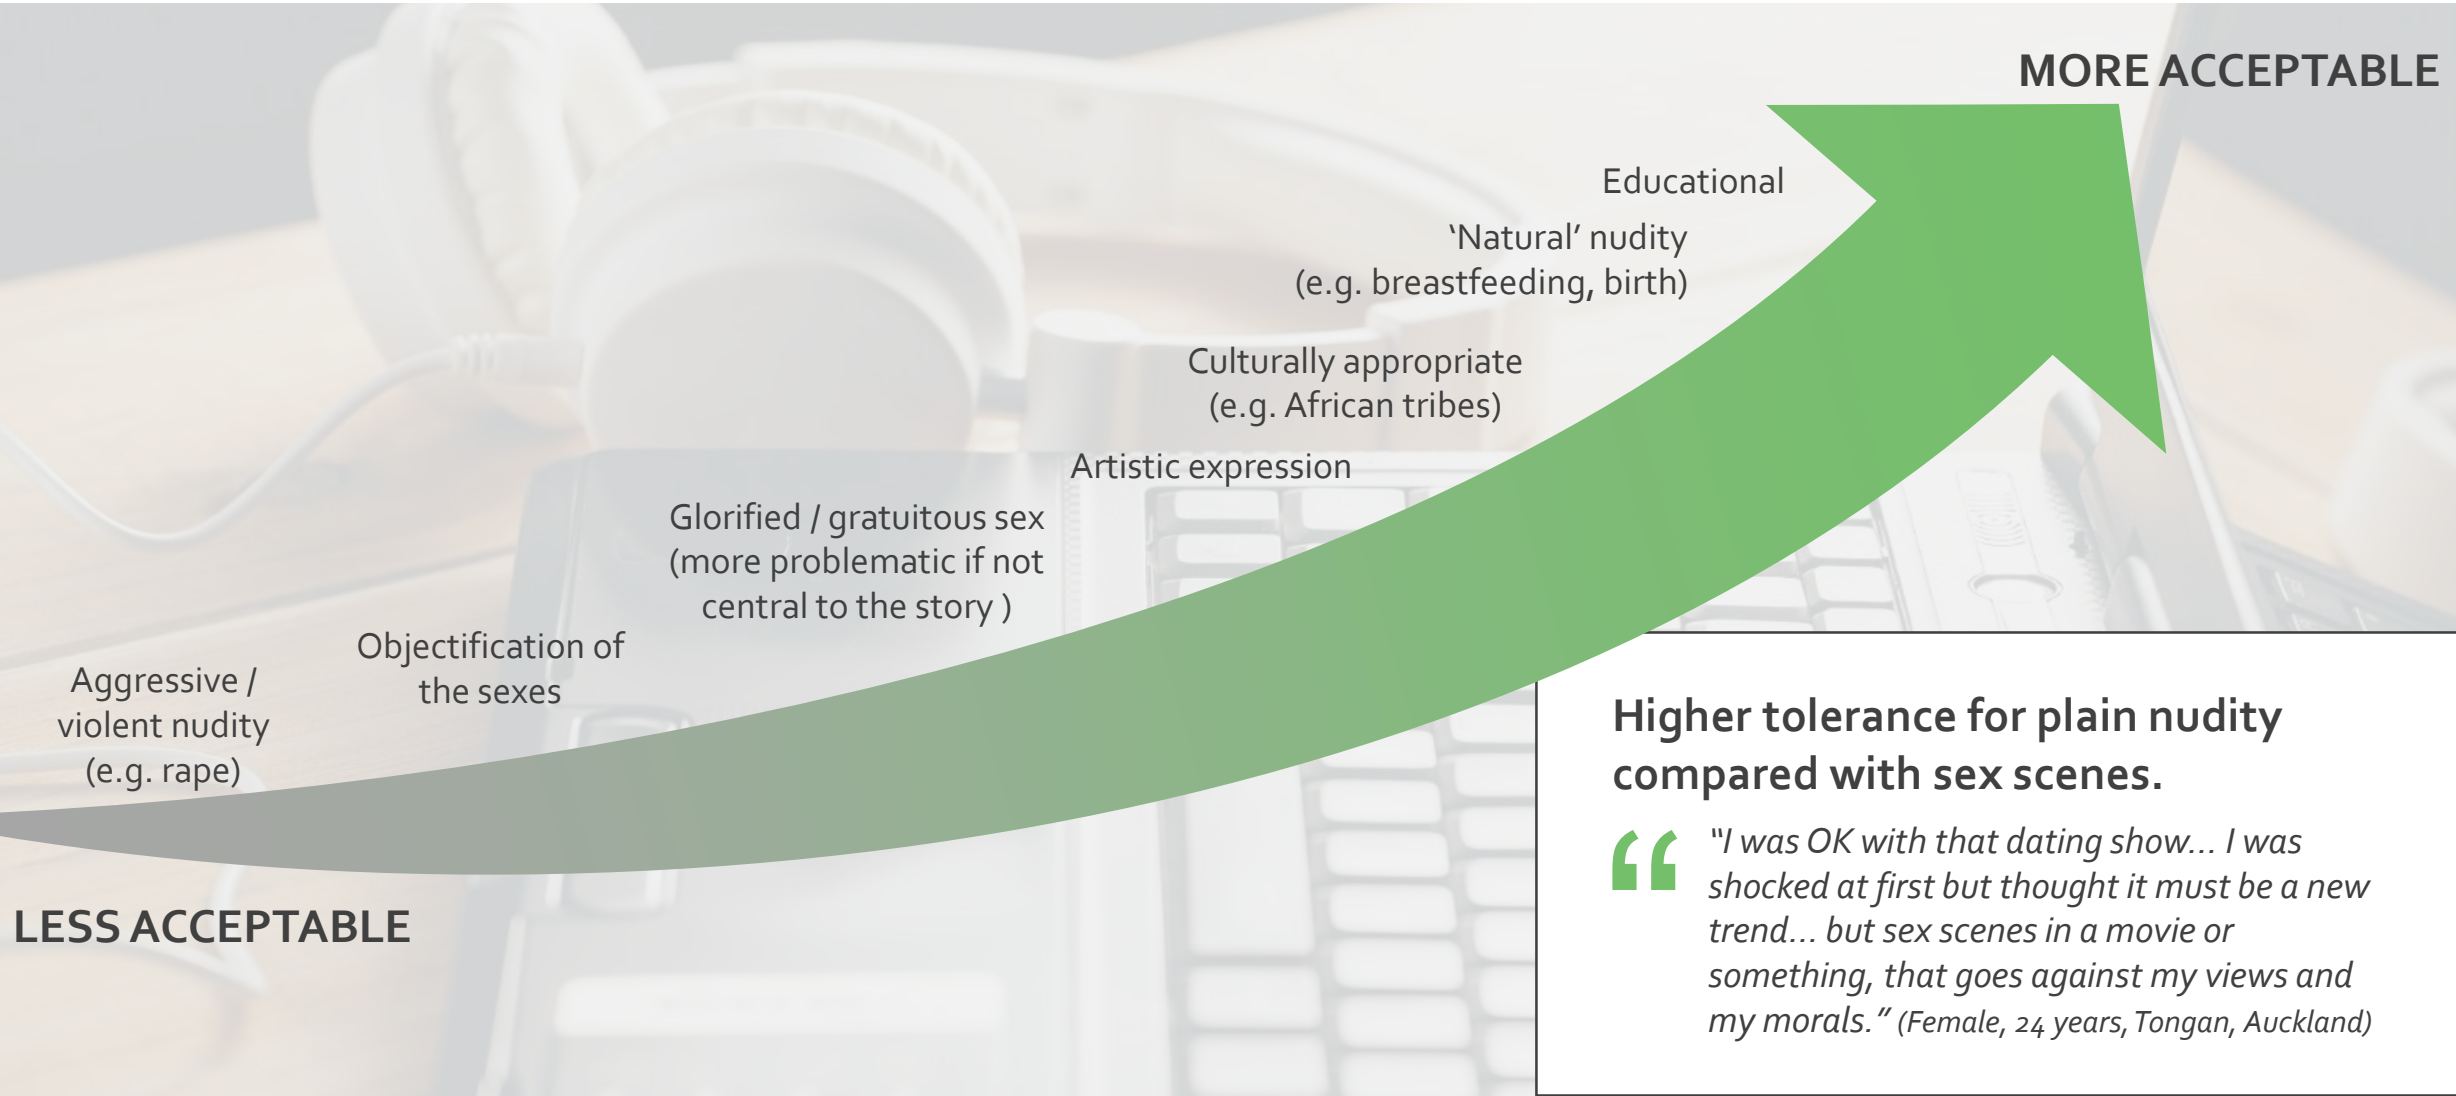 MORE ACCEPTABLE
Educational
‘Natural’ nudity
(e.g. breastfeeding, birth)
Culturally appropriate
(e.g. African tribes)
Artistic expression
Glorified / gratuitous sex
(more problematic if not
central to the story )
Objectification of
the sexes
Aggressive /
violent nudity
(e.g. rape)
LESS ACCEPTABLE
Higher tolerance for plain nudity
compared with sex scenes.
“
“I was OK with that dating show… I was
shocked at first but thought it must be a new
trend… but sex scenes in a movie or
something, that goes against my views and
my morals.” (Female, 24 years, Tongan, Auckland)